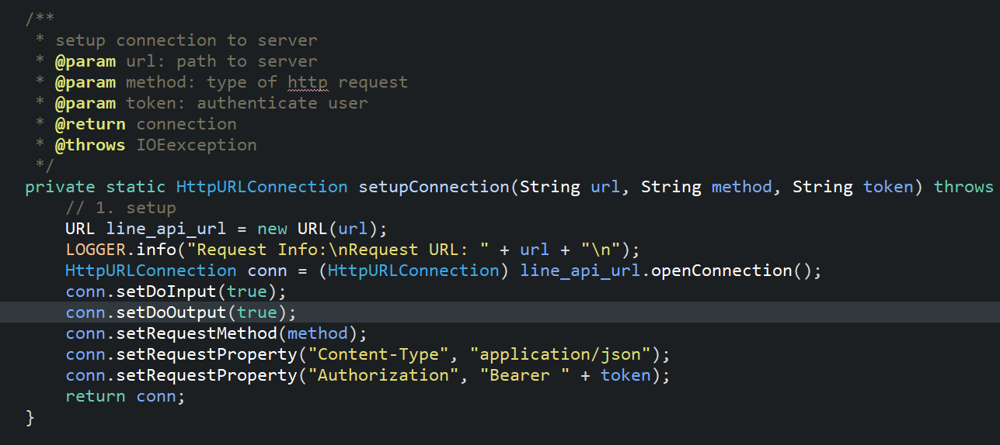 /**
 * setup connection to server
 * @param url: path to server
 * @param method: type of http request
 * @param token: authenticate user
 * @return connection
 * @throws IOEexception
 */
private static HttpURLConnection setupConnection(String url, String method, String token) throws
    // 1. setup
    URL line_api_url = new URL(url);
    LOGGER.info("Request Info:\nRequest URL: " + url + "\n");
    HttpURLConnection conn = (HttpURLConnection) line_api_url.openConnection();
    conn.setDoInput(true);
    conn.setDoOutput(true);
    conn.setRequestMethod(method);
    conn.setRequestProperty("Content-Type", "application/json");
    conn.setRequestProperty("Authorization", "Bearer " + token);
    return conn;
}